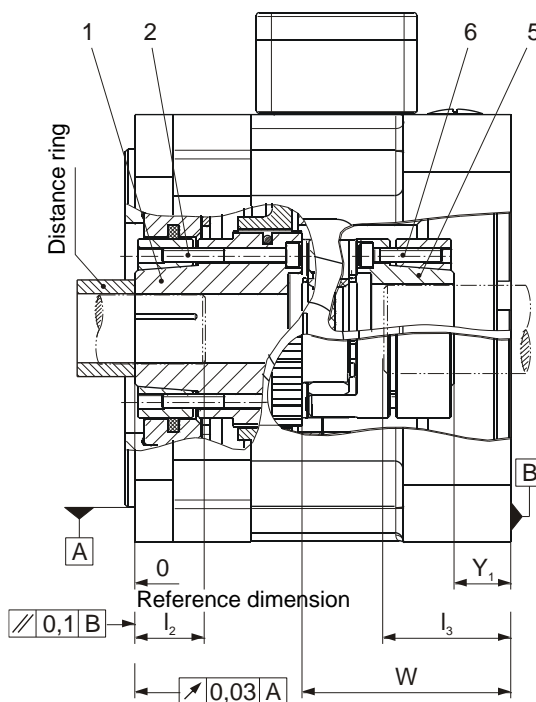 1 2 6 5
Distance ring
B
A
0 Y₁
Reference dimension
// 0,1 B l₂ l₃
↗ 0,03 A W